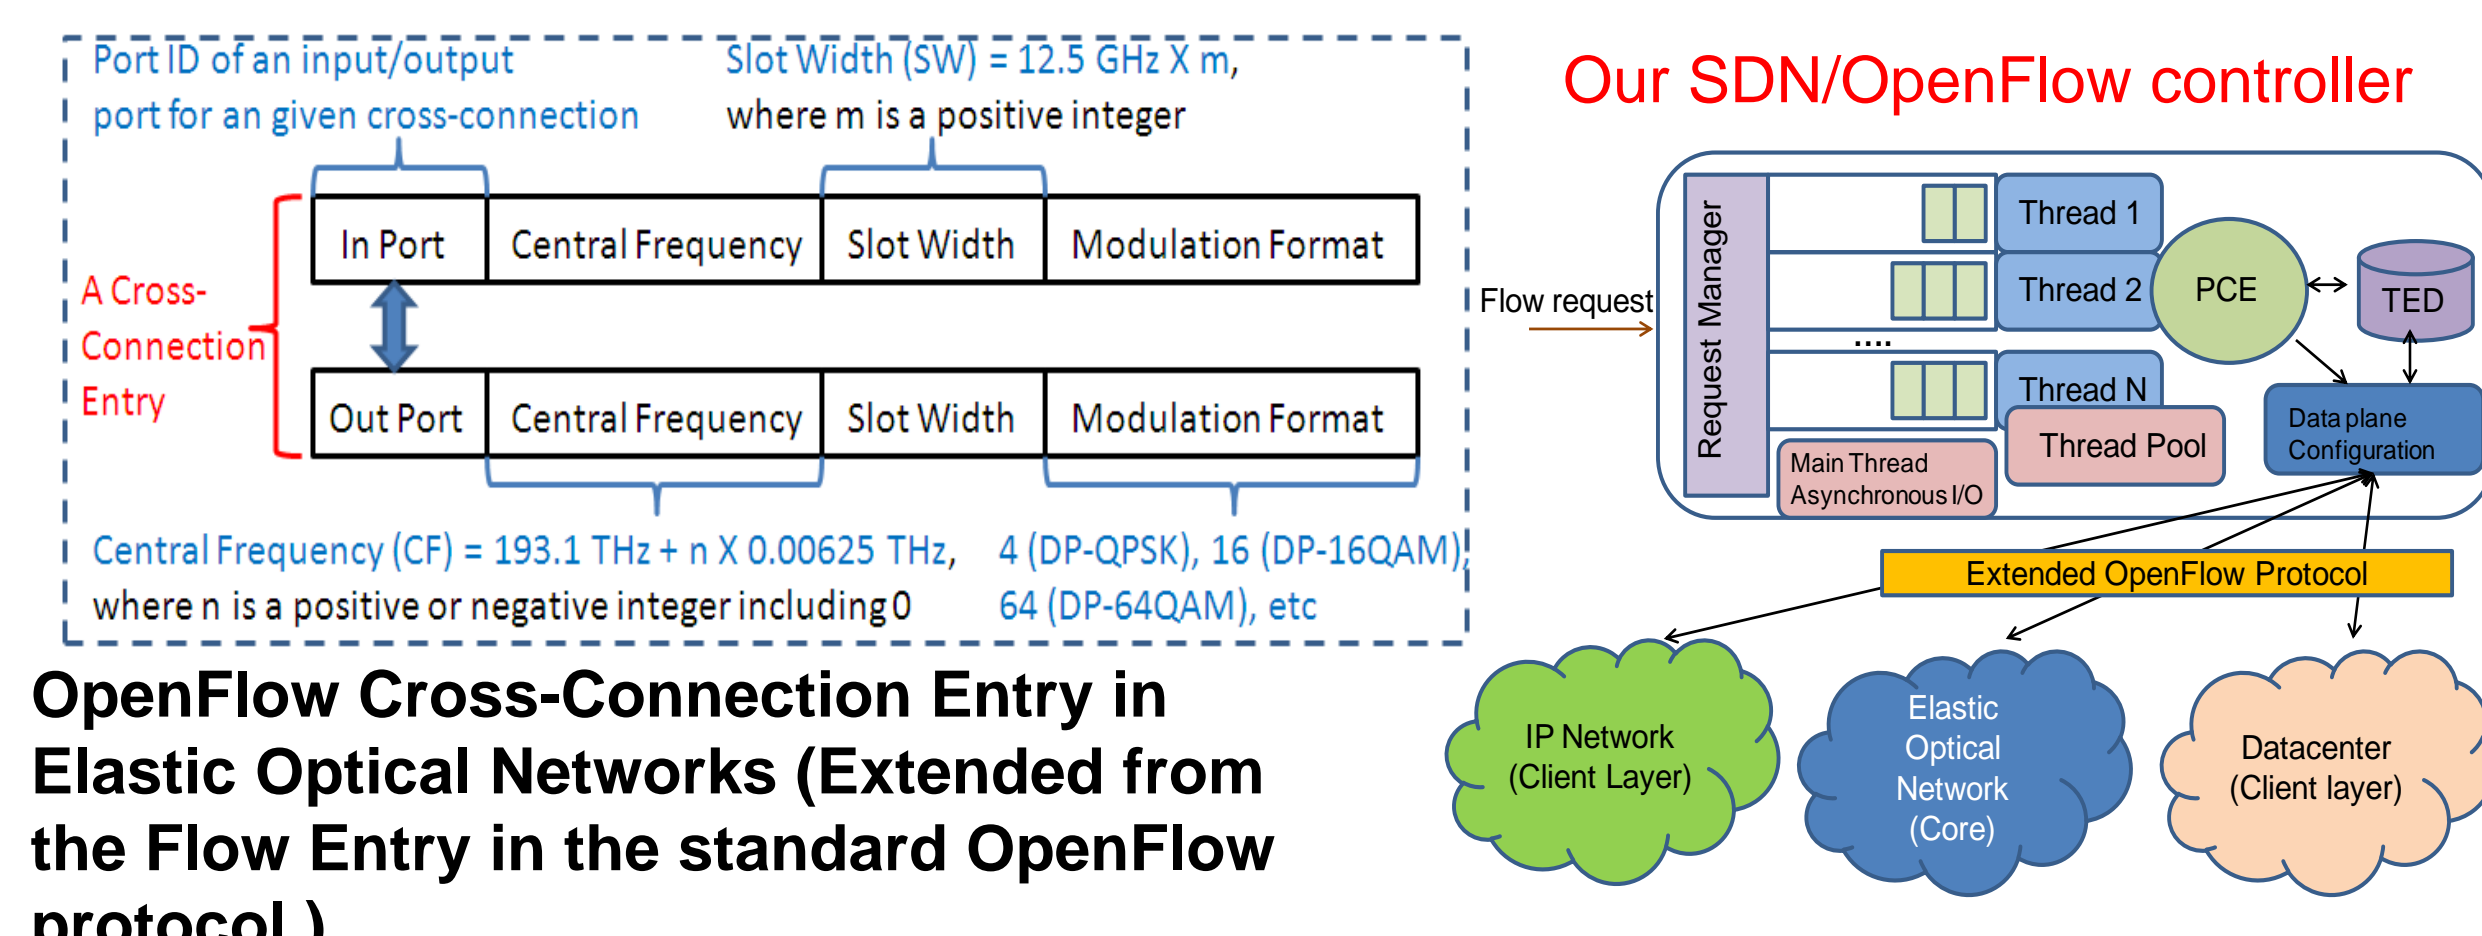 Port ID of an input/output
port for an given cross-connection
Slot Width (SW) = 12.5 GHz X m,
where m is a positive integer
A Cross-
Connection
Entry
In Port
Central Frequency
Slot Width
Modulation Format
Out Port
Central Frequency
Slot Width
Modulation Format
Central Frequency (CF) = 193.1 THz + n X 0.00625 THz,
where n is a positive or negative integer including 0
4 (DP-QPSK), 16 (DP-16QAM),
64 (DP-64QAM), etc
OpenFlow Cross-Connection Entry in
Elastic Optical Networks (Extended from
the Flow Entry in the standard OpenFlow
protocol )
Our SDN/OpenFlow controller
Flow request
Request Manager
Thread 1
Thread 2
....
Thread N
Thread Pool
Main Thread
Asynchronous I/O
PCE
TED
Data plane
Configuration
Extended OpenFlow Protocol
IP Network
(Client Layer)
Elastic
Optical
Network
(Core)
Datacenter
(Client layer)